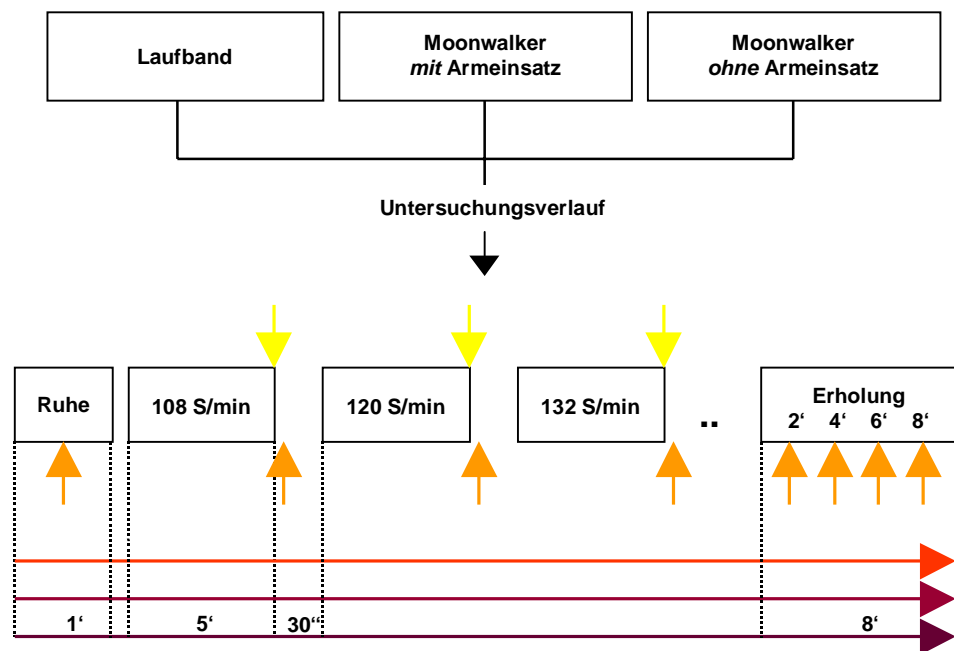 Laufband
Moonwalker
mit Armeinsatz
Moonwalker
ohne Armeinsatz
Untersuchungsverlauf
Ruhe
108 S/min
120 S/min
132 S/min
..
Erholung
2‘ 4‘ 6‘ 8‘
1‘ 5‘ 30“ 8‘